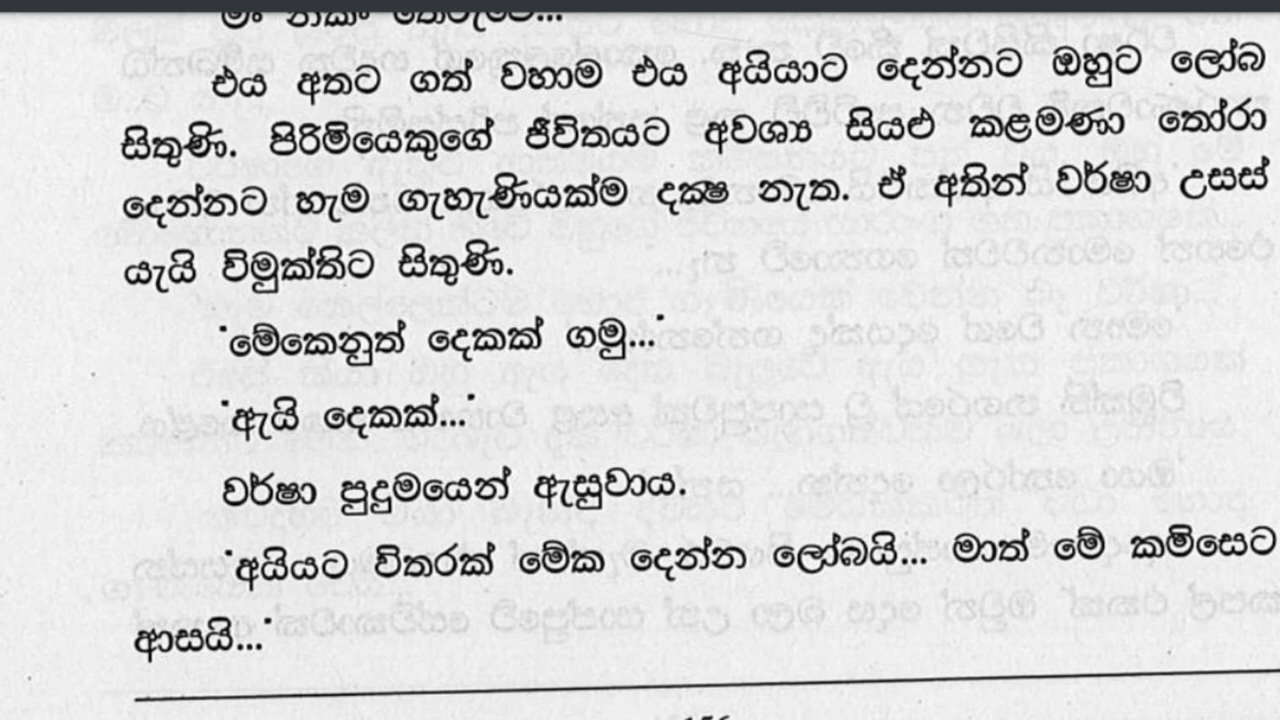 එය අතට ගත් වහාම එය අයියාට දෙන්නට ඔහුට ලෝබ
සිතුණි. පිරිමියෙකුගේ ජීවිතයට අවශ්‍ය සියළු කළමණා තෝරා
දෙන්නට හැම ගැහැණියක්ම දක්‍ෂ නැත. ඒ අතින් වර්ෂා උසස්
යැයි විමුක්තිට සිතුණි.
'මේකෙනුත් දෙකක් ගමු...'
'ඇයි දෙකක්...'
වර්ෂා පුදුමයෙන් ඇසුවාය.
'අයියට විතරක් මේක දෙන්න ලෝබයි... මාත් මේ කමිසෙට
ආසයි...'